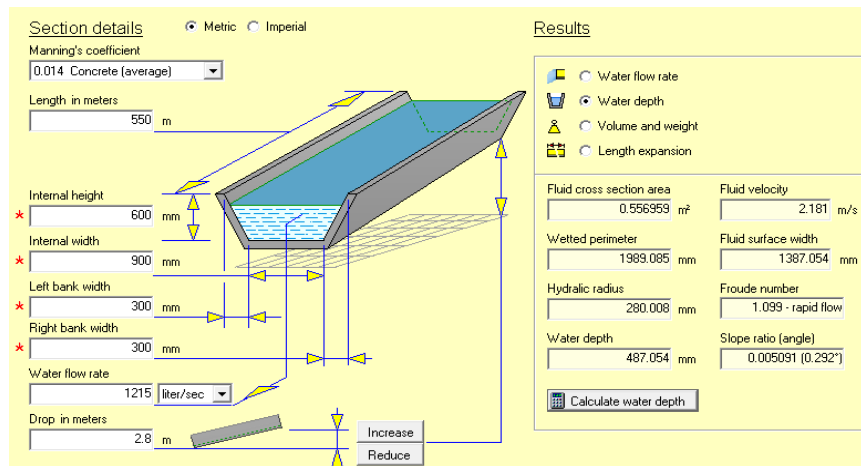 Section details
Metric
Imperial
Manning's coefficient
0.014 Concrete (average)
Length in meters
550 m
Internal height
* 600 mm
Internal width
* 900 mm
Left bank width
* 300 mm
Right bank width
* 300 mm
Water flow rate
1215 liter/sec
Drop in meters
2.8 m
Increase
Reduce
Results
Water flow rate
Water depth
Volume and weight
Length expansion
Fluid cross section area
0.556959 m²
Fluid velocity
2.181 m/s
Wetted perimeter
1989.085 mm
Fluid surface width
1387.054 mm
Hydralic radius
280.008 mm
Froude number
1.099 - rapid flow
Water depth
487.054 mm
Slope ratio (angle)
0.005091 (0.292°)
Calculate water depth